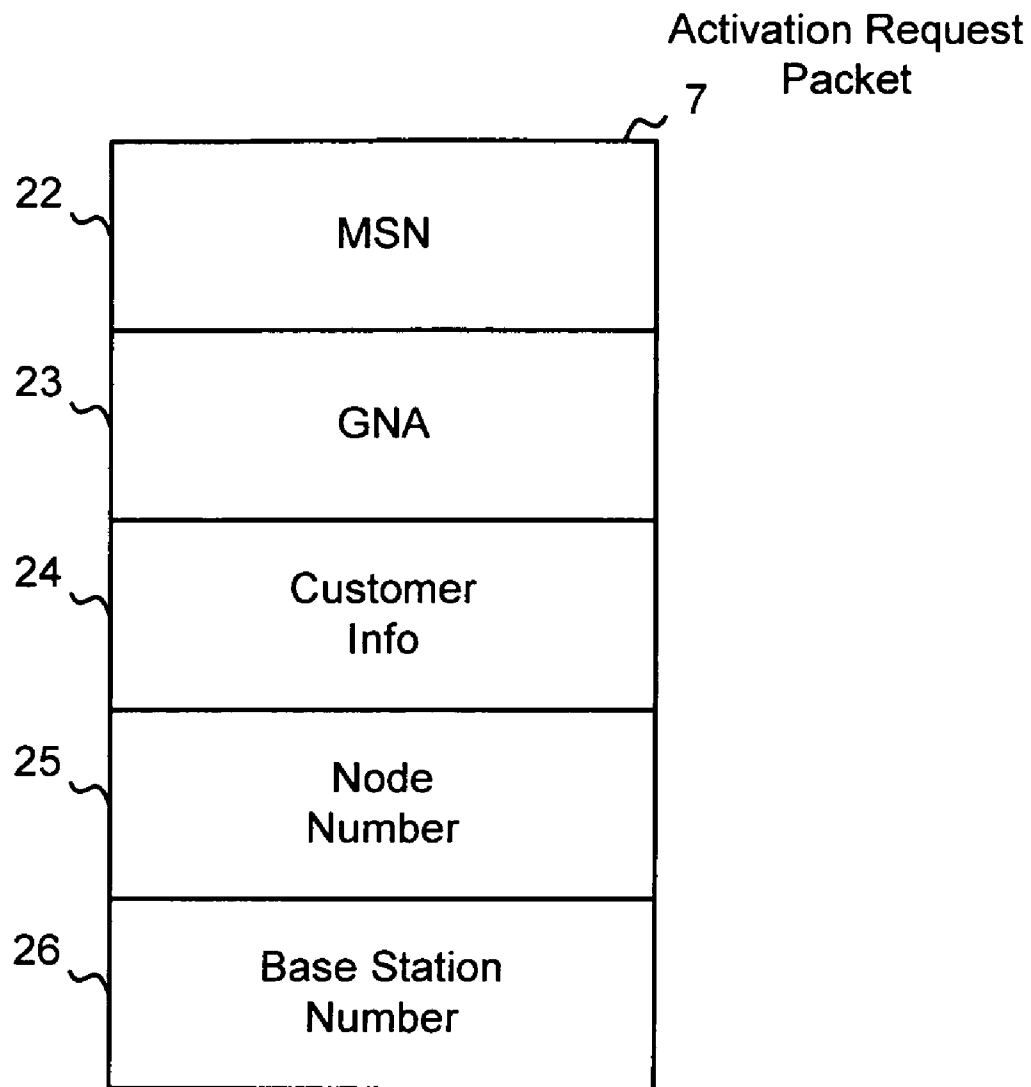 Activation Request
Packet
7
22
MSN
23
GNA
24
Customer
Info
25
Node
Number
26
Base Station
Number